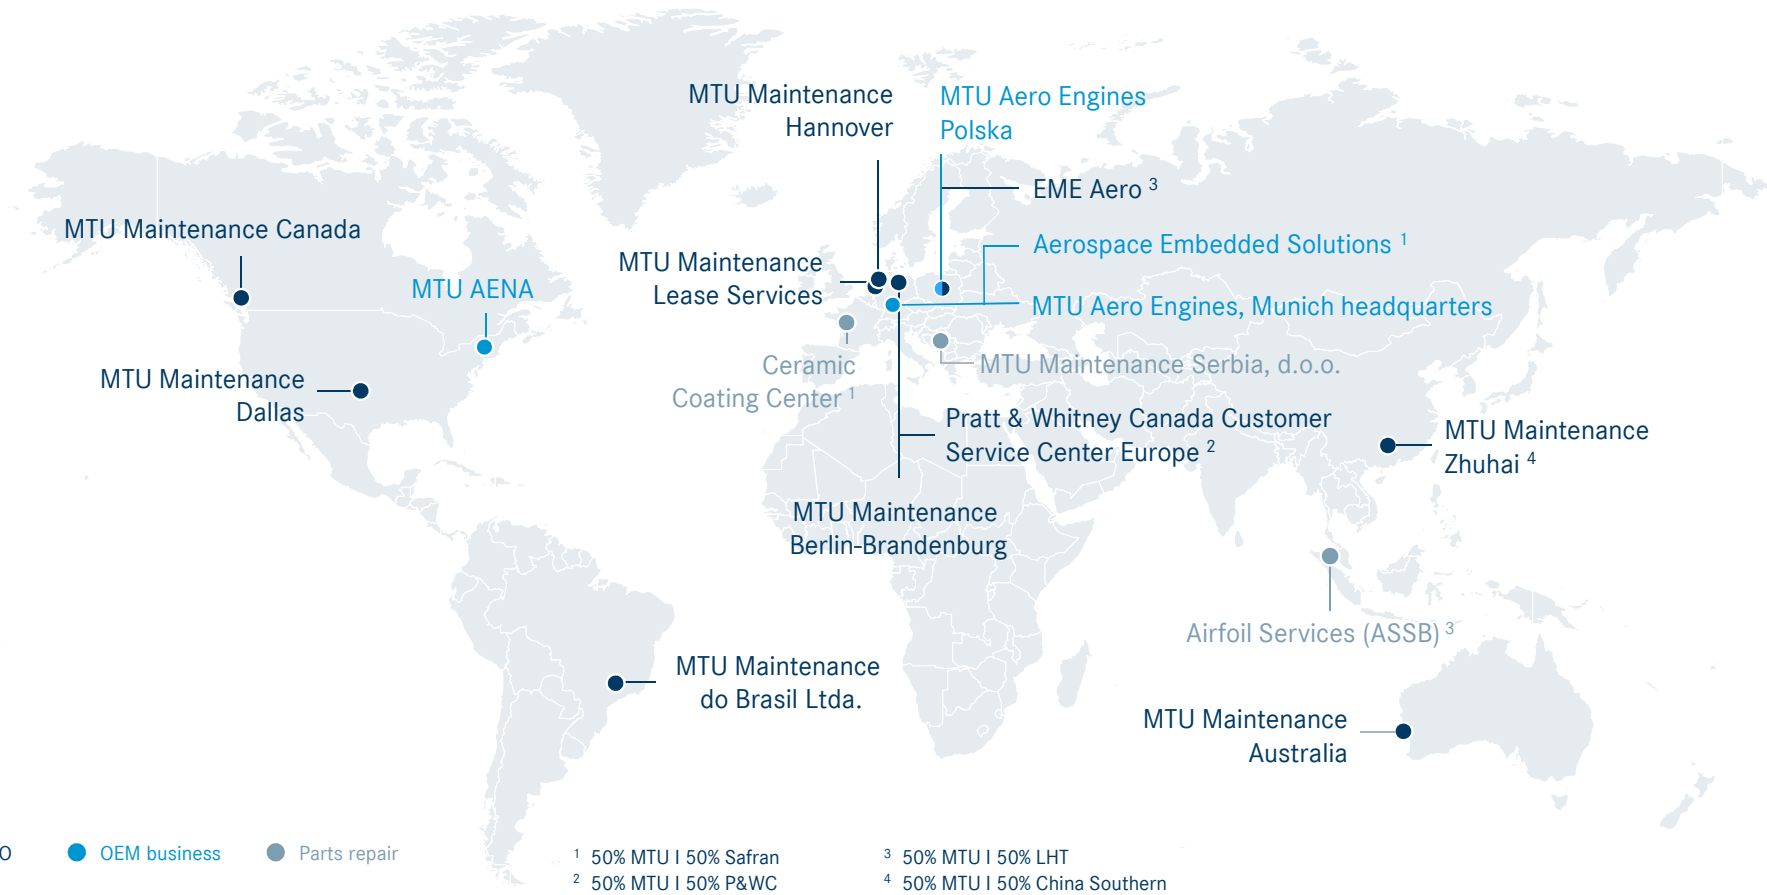 MTU Maintenance
Hannover
MTU Aero Engines
Polska
EME Aero ³
MTU Maintenance Canada
Aerospace Embedded Solutions ¹
MTU Maintenance
Lease Services
MTU AENA
MTU Aero Engines, Munich headquarters
Ceramic
Coating Center ¹
MTU Maintenance Serbia, d.o.o.
MTU Maintenance
Dallas
Pratt & Whitney Canada Customer
Service Center Europe ²
MTU Maintenance
Zhuhai ⁴
MTU Maintenance
Berlin-Brandenburg
Airfoil Services (ASSB) ³
MTU Maintenance
do Brasil Ltda.
MTU Maintenance
Australia
O
OEM business
Parts repair
¹ 50% MTU I 50% Safran
² 50% MTU I 50% P&WC
³ 50% MTU I 50% LHT
⁴ 50% MTU I 50% China Southern